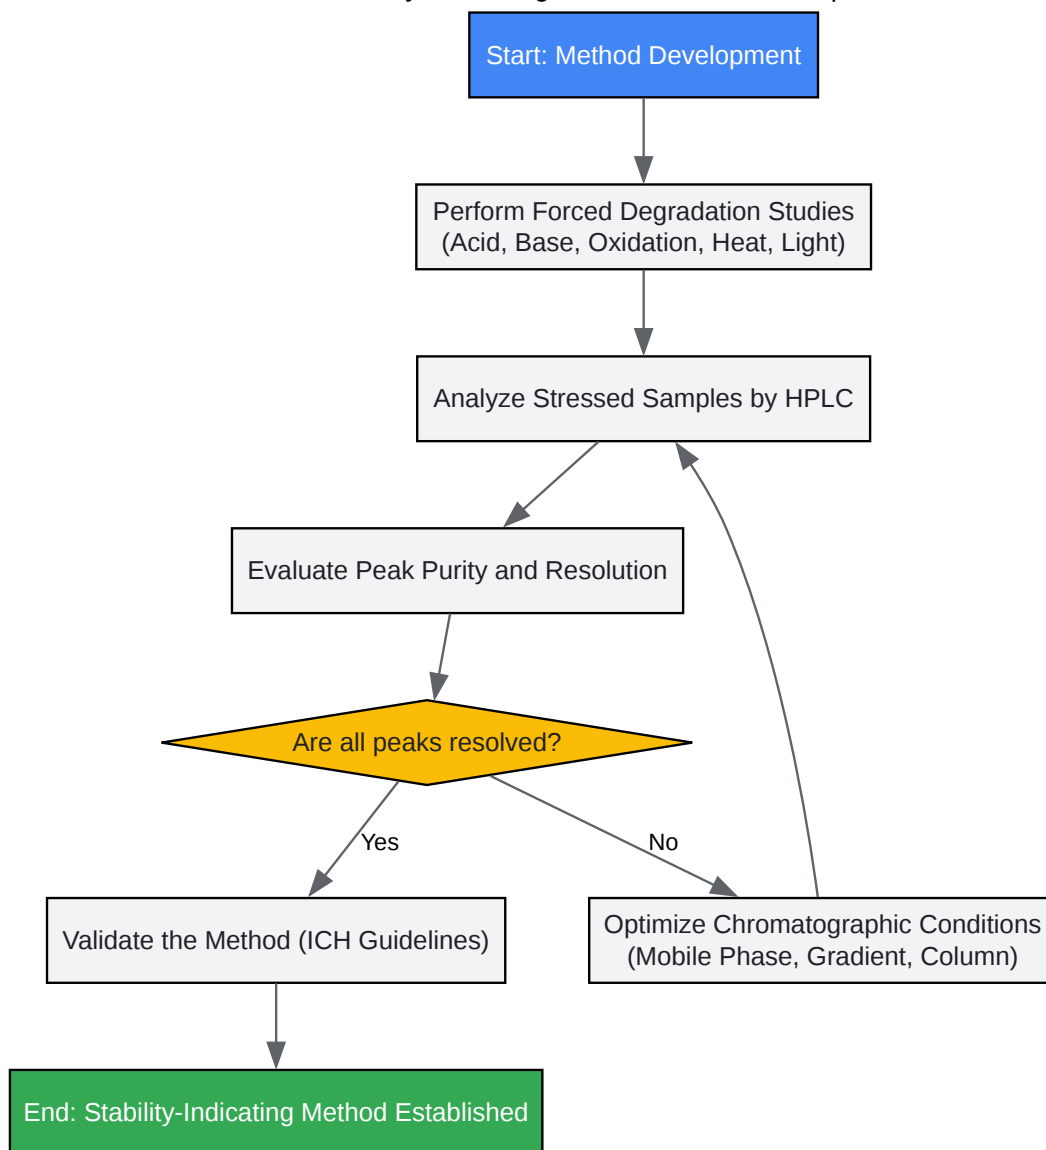 Start: Method Development
Perform Forced Degradation Studies
(Acid, Base, Oxidation, Heat, Light)
Analyze Stressed Samples by HPLC
Evaluate Peak Purity and Resolution
Are all peaks resolved?
Yes
No
Validate the Method (ICH Guidelines)
Optimize Chromatographic Conditions
(Mobile Phase, Gradient, Column)
End: Stability-Indicating Method Established